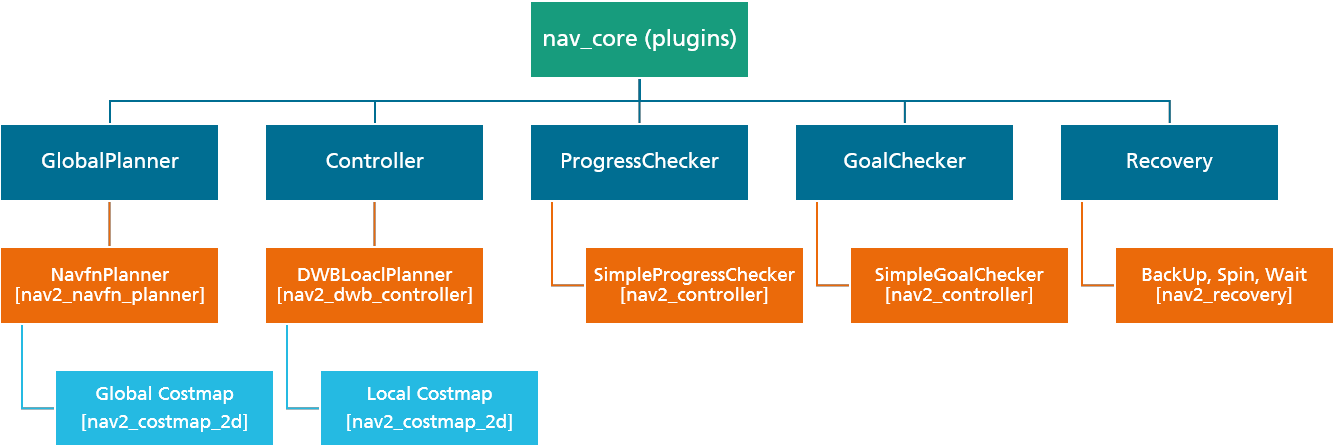 nav_core (plugins)
GlobalPlanner
Controller
ProgressChecker
GoalChecker
Recovery
NavfnPlanner
[nav2_navfn_planner]
DWBLoaclPlanner
[nav2_dwb_controller]
SimpleProgressChecker
[nav2_controller]
SimpleGoalChecker
[nav2_controller]
BackUp, Spin, Wait
[nav2_recovery]
Global Costmap
[nav2_costmap_2d]
Local Costmap
[nav2_costmap_2d]